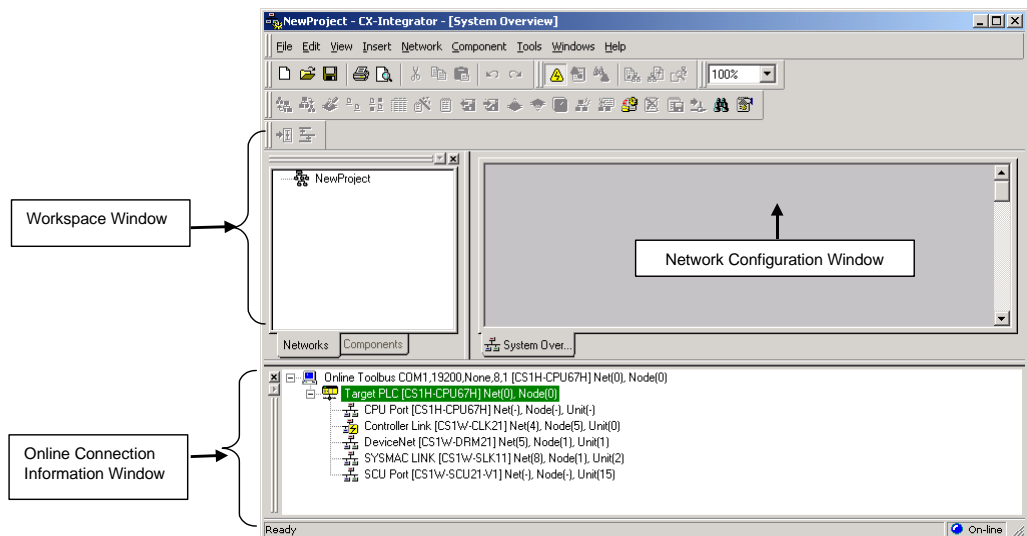 NewProject - CX-Integrator - [System Overview]
File Edit View Insert Network Component Tools Windows Help
100%
NewProject
Workspace Window
Network Configuration Window
Networks Components
System Over...
Online Toolbus COM1,19200,None,8,1 [CS1H-CPU67H] Net(0), Node(0)
Target PLC [CS1H-CPU67H] Net(0), Node(0)
CPU Port [CS1H-CPU67H] Net(-), Node(-), Unit(-)
Controller Link [CS1W-CLK21] Net(4), Node(5), Unit(0)
DeviceNet [CS1W-DRM21] Net(5), Node(1), Unit(1)
SYSMAC LINK [CS1W-SLK11] Net(8), Node(1), Unit(2)
SCU Port [CS1W-SCU21-V1] Net(-), Node(-), Unit(15)
Online Connection
Information Window
Ready
On-line